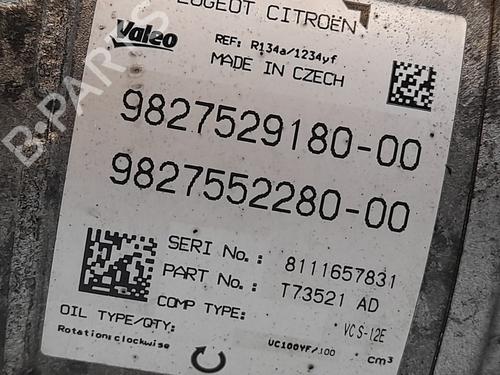 PEUGEOT CITROËN
Valeo
REF: R134a/1234yf
MADE IN CZECH
9827529180-00
9827552280-00
SERI No.: 8111657831
PART No.: T73521 AD
COMP TYPE: VCS-12E
OIL TYPE/QTY: UC100YF/100 cm³
Rotation:clockwise
B-PARTS